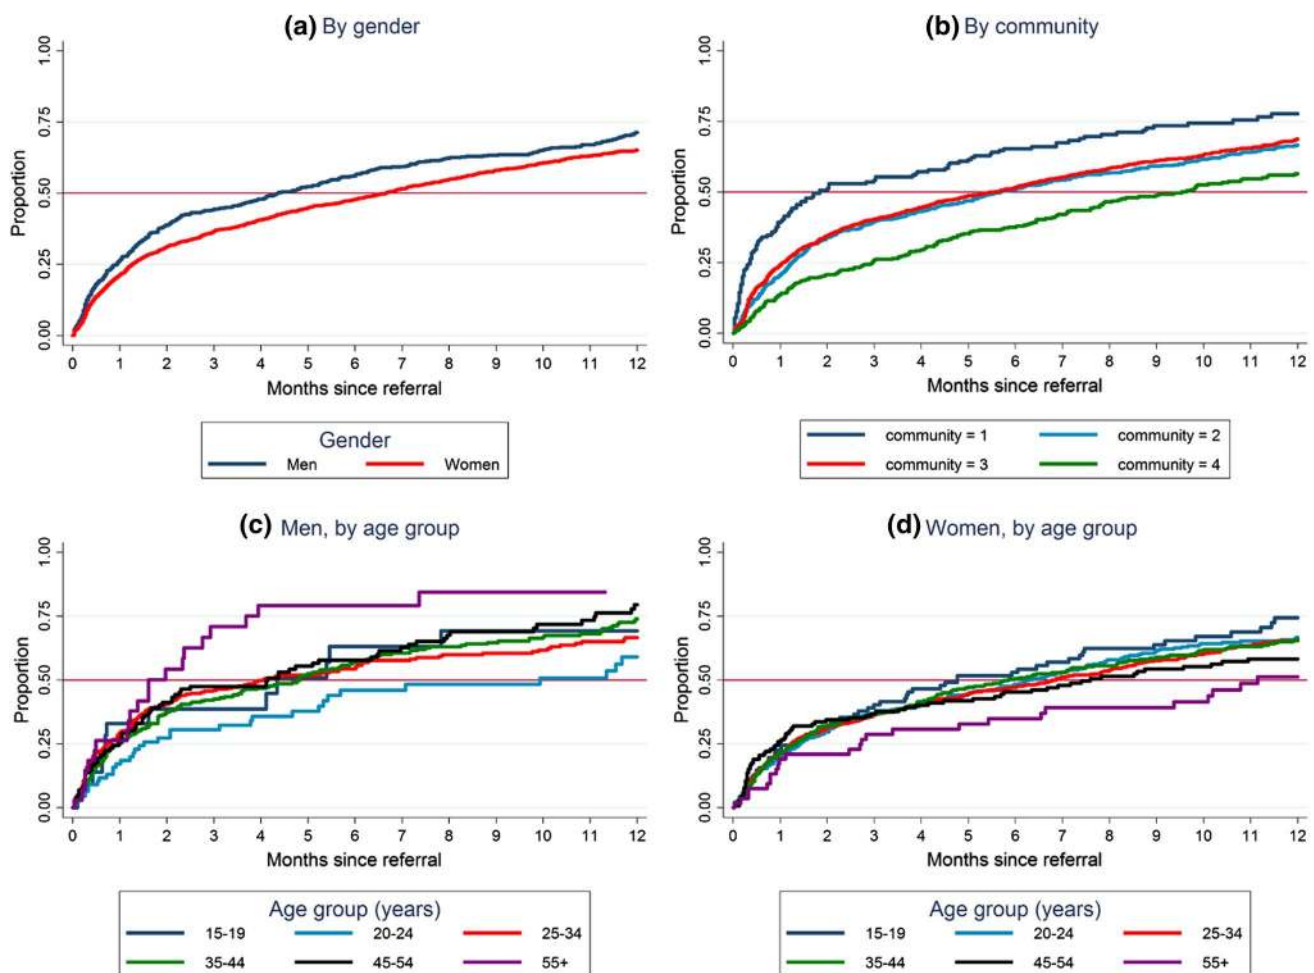 (a) By gender
Proportion
1.00
0.75
0.50
0.25
0.00
0 1 2 3 4 5 6 7 8 9 10 11 12
Months since referral
Gender
Men Women
(b) By community
Proportion
1.00
0.75
0.50
0.25
0.00
0 1 2 3 4 5 6 7 8 9 10 11 12
Months since referral
community = 1 community = 2
community = 3 community = 4
(c) Men, by age group
Proportion
1.00
0.75
0.50
0.25
0.00
0 1 2 3 4 5 6 7 8 9 10 11 12
Months since referral
Age group (years)
15-19 20-24 25-34
35-44 45-54 55+
(d) Women, by age group
Proportion
1.00
0.75
0.50
0.25
0.00
0 1 2 3 4 5 6 7 8 9 10 11 12
Months since referral
Age group (years)
15-19 20-24 25-34
35-44 45-54 55+